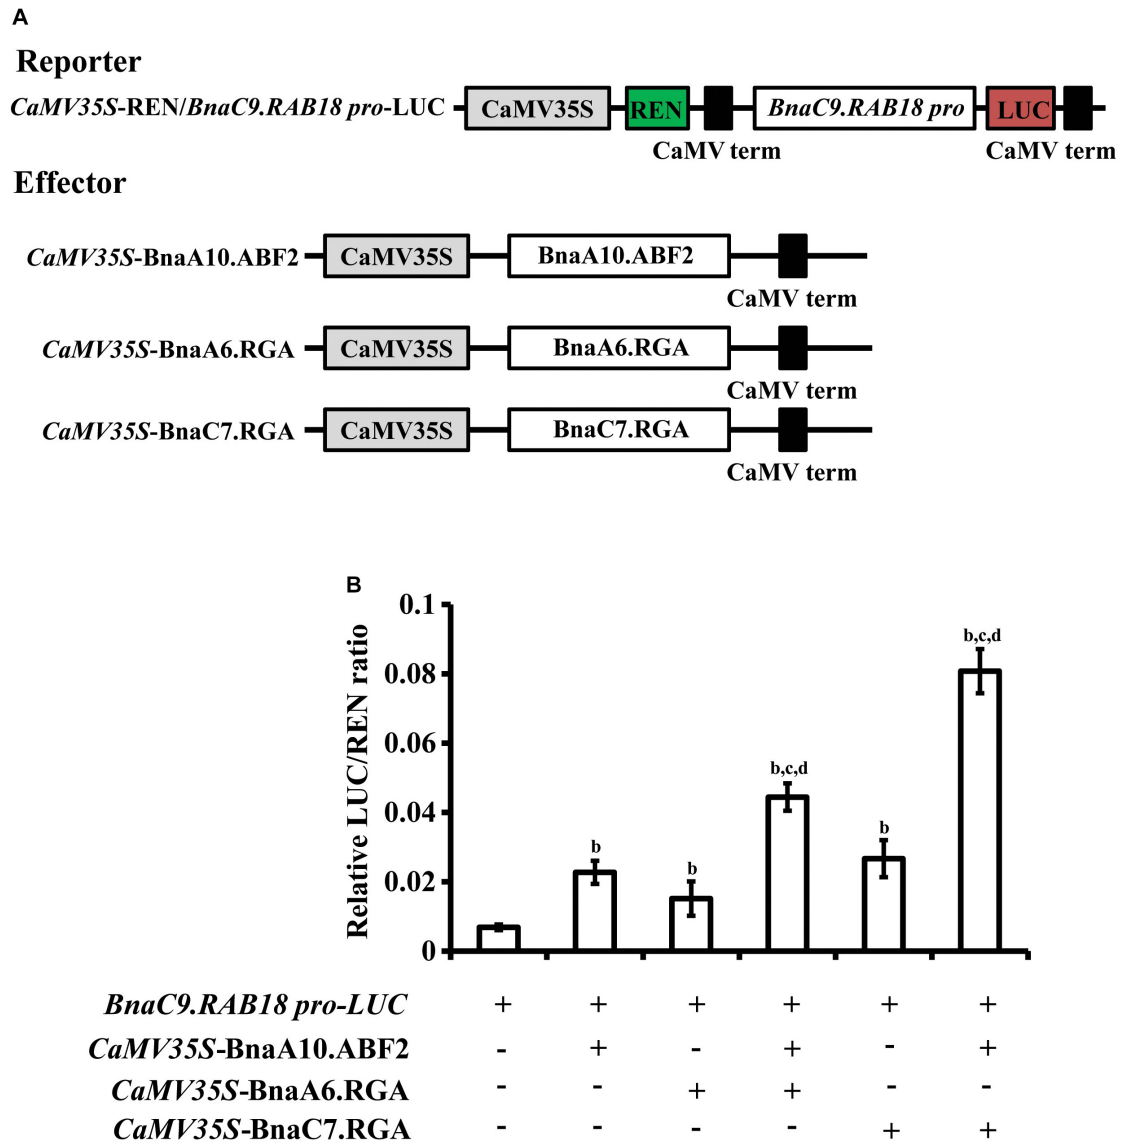 A
Reporter
CaMV35S-REN/BnaC9.RAB18 pro-LUC CaMV35S REN BnaC9.RAB18 pro LUC
CaMV term CaMV term
Effector
CaMV35S-BnaA10.ABF2 CaMV35S BnaA10.ABF2
CaMV term
CaMV35S-BnaA6.RGA CaMV35S BnaA6.RGA
CaMV term
CaMV35S-BnaC7.RGA CaMV35S BnaC7.RGA
CaMV term
B
Relative LUC/REN ratio
0.1
0.08
0.06
0.04
0.02
0
b
b
b,c,d
b
b,c,d
BnaC9.RAB18 pro-LUC + + + + + +
CaMV35S-BnaA10.ABF2 - + - + - +
CaMV35S-BnaA6.RGA - - + + - -
CaMV35S-BnaC7.RGA - - - - + +